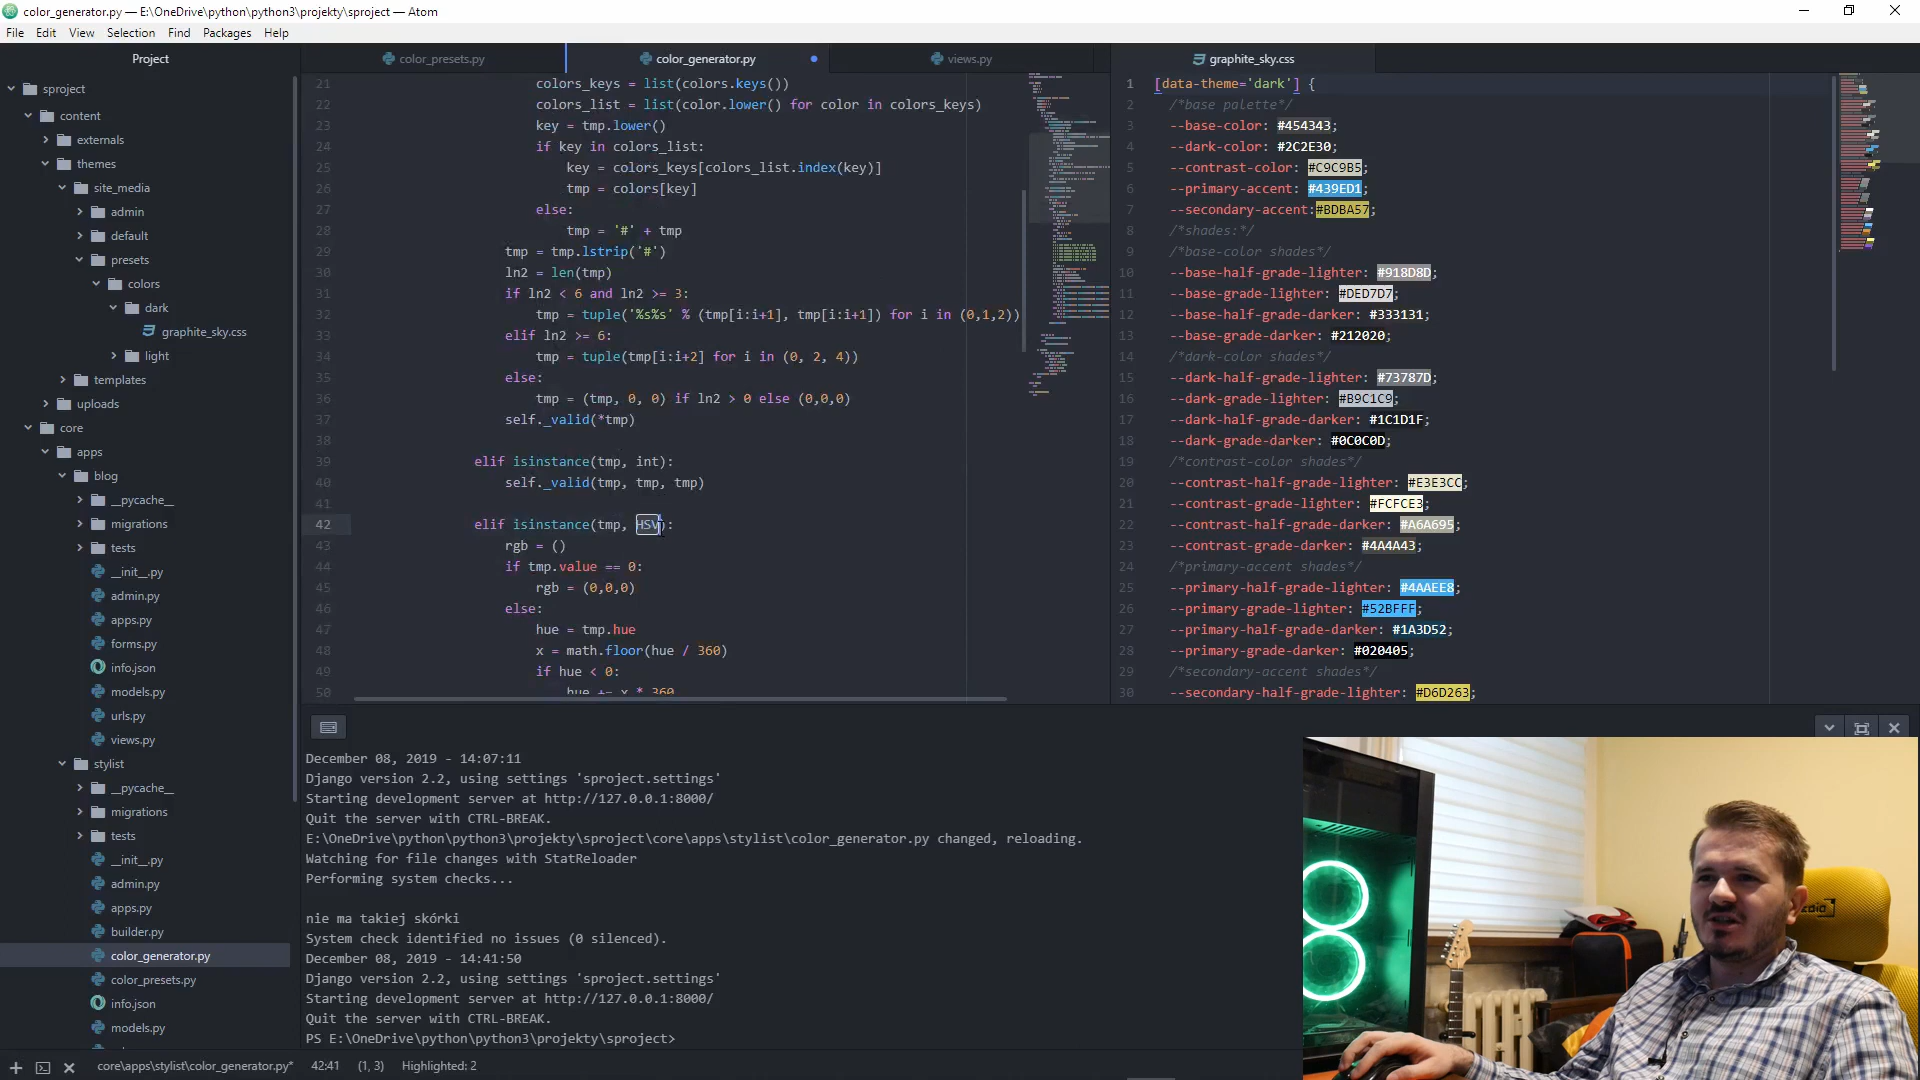 color_generator.py — E:\OneDrive\python\python3\projekty\sproject — Atom
File Edit View Selection Find Packages Help
Project
color_presets.py
color_generator.py
views.py
graphite_sky.css
sproject
content
externals
themes
site_media
admin
default
presets
colors
dark
graphite_sky.css
light
templates
uploads
core
apps
blog
__pycache__
migrations
tests
__init__.py
admin.py
apps.py
forms.py
info.json
models.py
urls.py
views.py
stylist
__pycache__
migrations
tests
__init__.py
admin.py
apps.py
builder.py
color_generator.py
color_presets.py
info.json
models.py
21 colors_keys = list(colors.keys())
22 colors_list = list(color.lower() for color in colors_keys)
23 key = tmp.lower()
24 if key in colors_list:
25 key = colors_keys[colors_list.index(key)]
26 tmp = colors[key]
27 else:
28 tmp = '#' + tmp
29 tmp = tmp.lstrip('#')
30 ln2 = len(tmp)
31 if ln2 < 6 and ln2 >= 3:
32 tmp = tuple('%s%s' % (tmp[i:i+1], tmp[i:i+1]) for i in (0,1,2))
33 elif ln2 >= 6:
34 tmp = tuple(tmp[i:i+2] for i in (0, 2, 4))
35 else:
36 tmp = (tmp, 0, 0) if ln2 > 0 else (0,0,0)
37 self._valid(*tmp)
38
39 elif isinstance(tmp, int):
40 self._valid(tmp, tmp, tmp)
41
42 elif isinstance(tmp, HSV):
43 rgb = ()
44 if tmp.value == 0:
45 rgb = (0,0,0)
46 else:
47 hue = tmp.hue
48 x = math.floor(hue / 360)
49 if hue < 0:
50 hue += x * 360
1 [data-theme='dark'] {
2 /*base palette*/
3 --base-color: #454343;
4 --dark-color: #2C2E30;
5 --contrast-color: #C9C9B5;
6 --primary-accent: #439ED1;
7 --secondary-accent:#BDBA57;
8 /*shades:*/
9 /*base-color shades*/
10 --base-half-grade-lighter: #918D8D;
11 --base-grade-lighter: #DED7D7;
12 --base-half-grade-darker: #333131;
13 --base-grade-darker: #212020;
14 /*dark-color shades*/
15 --dark-half-grade-lighter: #73787D;
16 --dark-grade-lighter: #B9C1C9;
17 --dark-half-grade-darker: #1C1D1F;
18 --dark-grade-darker: #0C0C0D;
19 /*contrast-color shades*/
20 --contrast-half-grade-lighter: #E3E3CC;
21 --contrast-grade-lighter: #FCFCE3;
22 --contrast-half-grade-darker: #A6A695;
23 --contrast-grade-darker: #4A4A43;
24 /*primary-accent shades*/
25 --primary-half-grade-lighter: #4AAEE8;
26 --primary-grade-lighter: #52BFFF;
27 --primary-half-grade-darker: #1A3D52;
28 --primary-grade-darker: #020405;
29 /*secondary-accent shades*/
30 --secondary-half-grade-lighter: #D6D263;
December 08, 2019 - 14:07:11
Django version 2.2, using settings 'sproject.settings'
Starting development server at http://127.0.0.1:8000/
Quit the server with CTRL-BREAK.
E:\OneDrive\python\python3\projekty\sproject\core\apps\stylist\color_generator.py changed, reloading.
Watching for file changes with StatReloader
Performing system checks...
nie ma takiej skórki
System check identified no issues (0 silenced).
December 08, 2019 - 14:41:50
Django version 2.2, using settings 'sproject.settings'
Starting development server at http://127.0.0.1:8000/
Quit the server with CTRL-BREAK.
PS E:\OneDrive\python\python3\projekty\sproject>
core\apps\stylist\color_generator.py* 42:41 (1, 3) Highlighted: 2